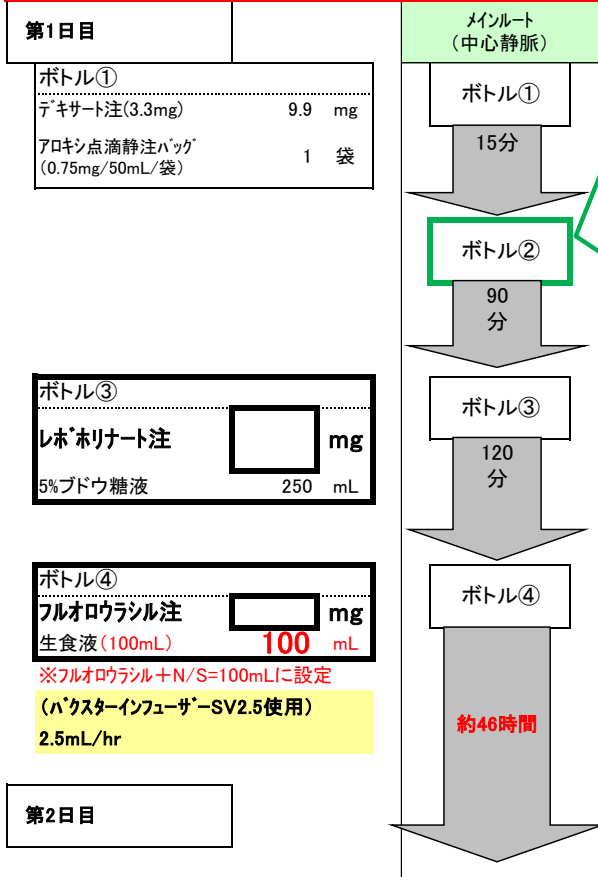 第1日目
メインルート
（中心静脈）
ボトル①
デキサート注(3.3mg) 9.9 mg
アロキシ点滴静注バッグ
(0.75mg/50mL/袋) 1 袋
ボトル①
15分
ボトル②
90
分
ボトル③
レボホリナート注 mg
5%ブドウ糖液 250 mL
ボトル③
120
分
ボトル④
フルオロウラシル注 mg
生食液(100mL) 100 mL
※フルオロウラシル＋N/S=100mLに設定
（バクスターインフューザーSV2.5使用）
2.5mL/hr
ボトル④
約46時間
第2日目